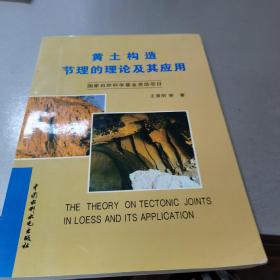 黄土构造
节理的理论及其应用
国家自然科学基金资助项目
王景明 等 著
THE THEORY ON TECTONIC JOINTS
IN LOESS AND ITS APPLICATION
中国水利水电出版社